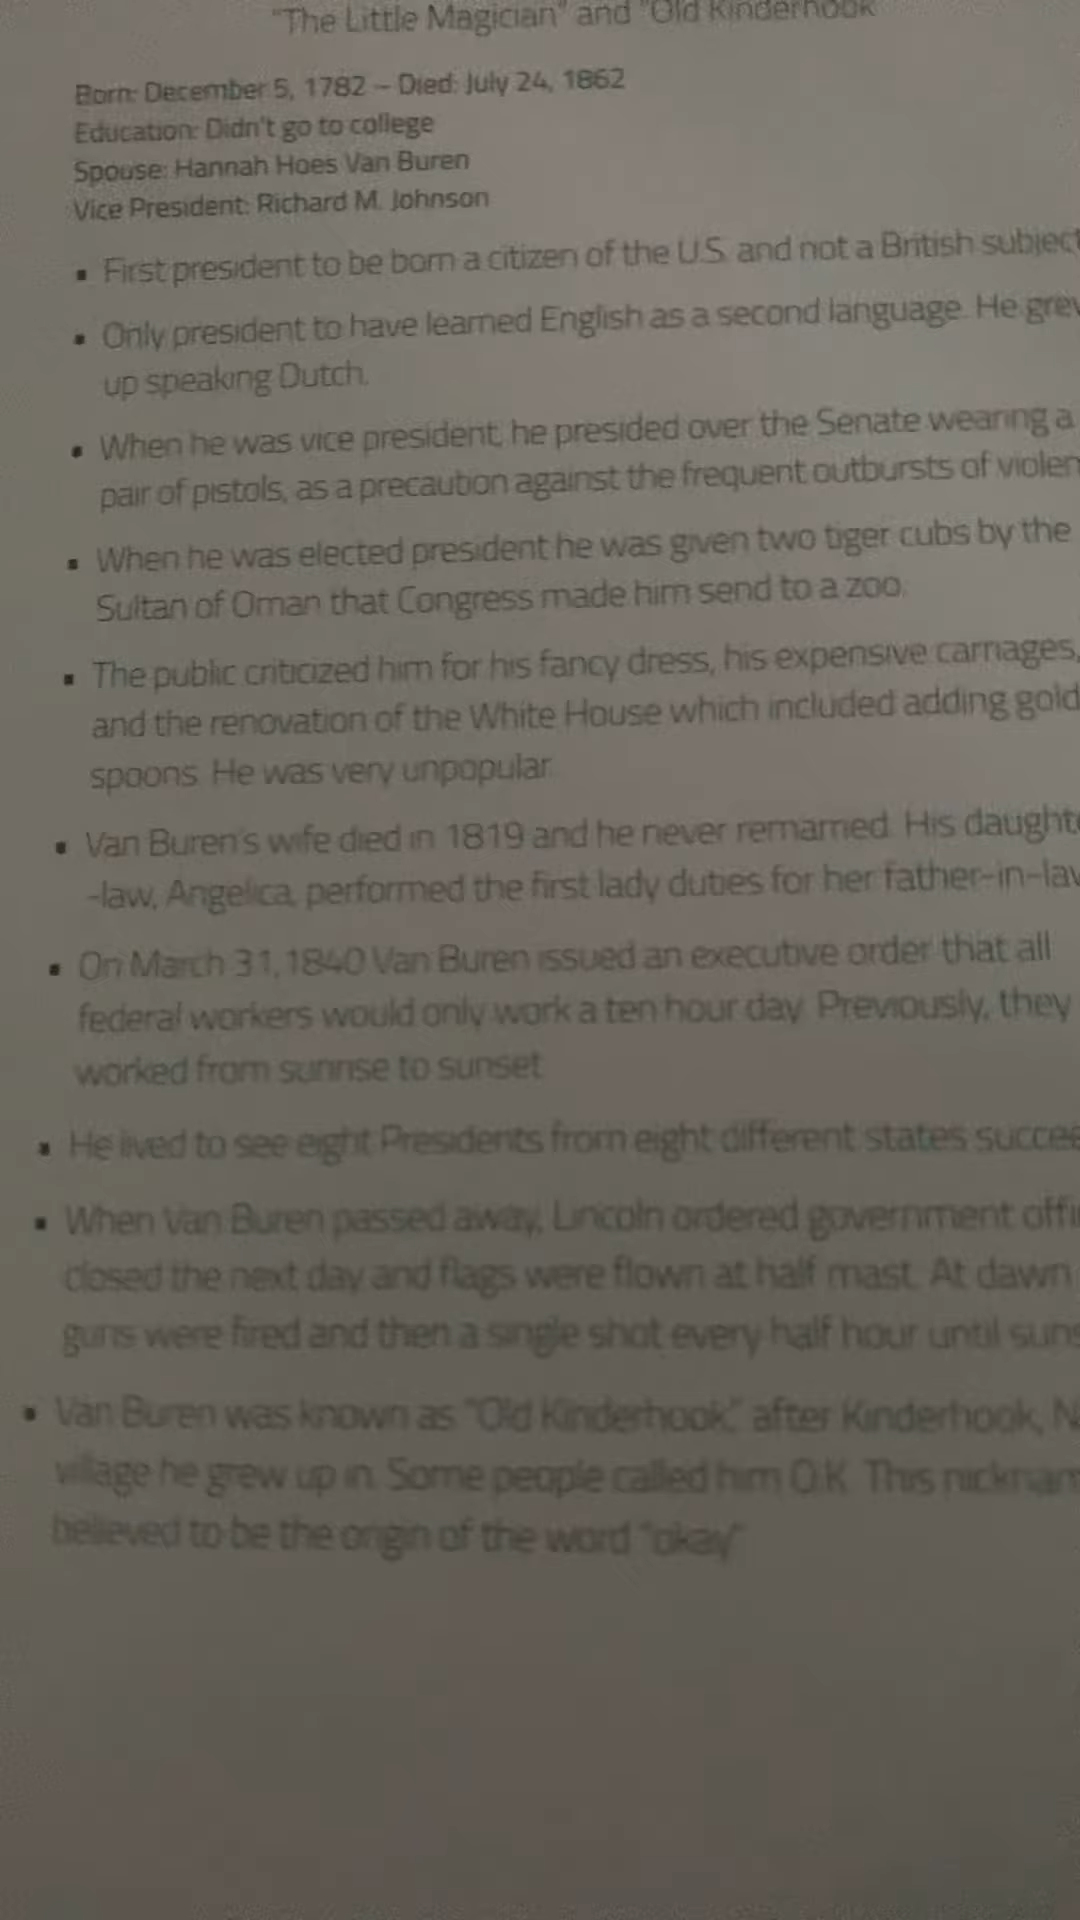 "The Little Magician" and "Old Kinderhook
Born: December 5, 1782 – Died: July 24, 1862
Education: Didn't go to college
Spouse: Hannah Hoes Van Buren
Vice President: Richard M. Johnson
▪ First president to be born a citizen of the U.S. and not a British subject
▪ Only president to have learned English as a second language. He grew
up speaking Dutch.
▪ When he was vice president, he presided over the Senate wearing a
pair of pistols, as a precaution against the frequent outbursts of violen
▪ When he was elected president he was given two tiger cubs by the
Sultan of Oman that Congress made him send to a zoo.
▪ The public criticized him for his fancy dress, his expensive carriages,
and the renovation of the White House which included adding gold
spoons. He was very unpopular.
▪ Van Buren's wife died in 1819 and he never remarried. His daughte
-law, Angelica, performed the first lady duties for her father-in-law
▪ On March 31, 1840 Van Buren issued an executive order that all
federal workers would only work a ten hour day. Previously, they
worked from sunrise to sunset.
▪ He lived to see eight Presidents from eight different states succee
▪ When Van Buren passed away, Lincoln ordered government offi
closed the next day and flags were flown at half mast. At dawn
guns were fired and then a single shot every half hour until suns
▪ Van Buren was known as "Old Kinderhook," after Kinderhook, N
village he grew up in. Some people called him O.K. This nicknam
believed to be the origin of the word "okay"